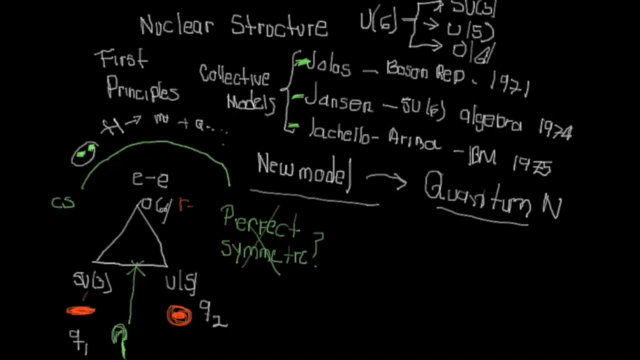 Nuclear Structure
U(6)
SU(3)
U(5)
O(6)
First
Principles
Collective
Models
Jolos - Boson Rep. 1971
Jansen - SU(6) algebra 1974
Iachello - Arima - IBM 1975
New model → Quantum N
e-e
CS
O(6)
Perfect
symmetric?
SU(3)
U(5)
q1
q2